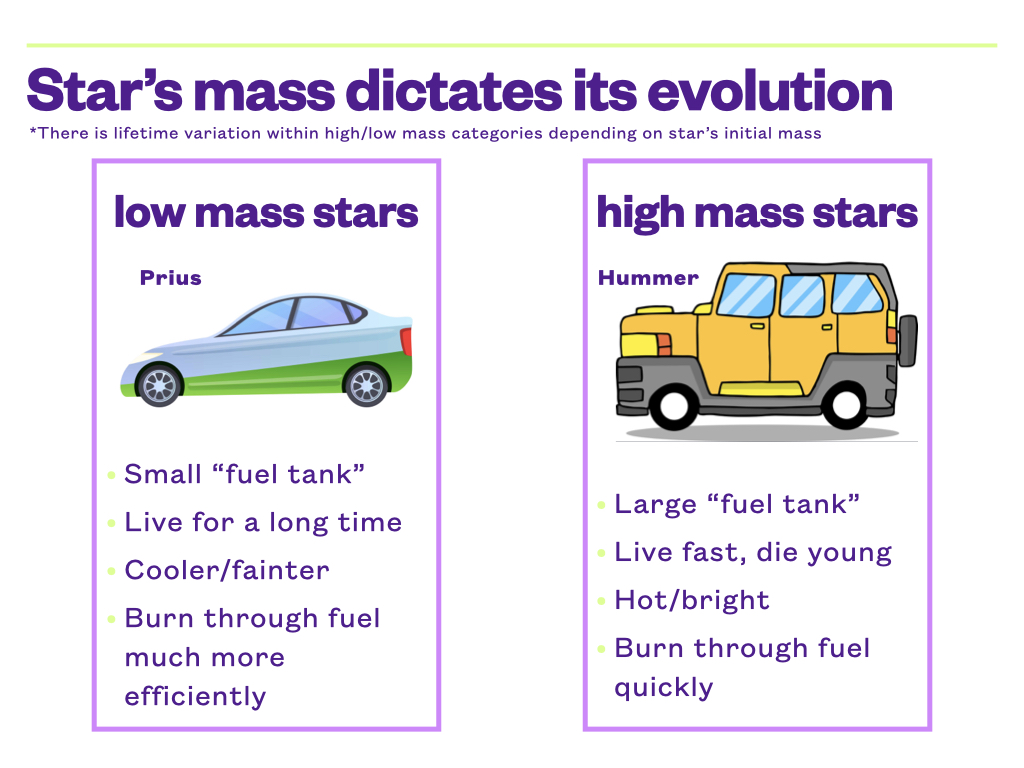 Star’s mass dictates its evolution
*There is lifetime variation within high/low mass categories depending on star’s initial mass
low mass stars
Prius
• Small “fuel tank”
• Live for a long time
• Cooler/fainter
• Burn through fuel
much more
efficiently
high mass stars
Hummer
• Large “fuel tank”
• Live fast, die young
• Hot/bright
• Burn through fuel
quickly